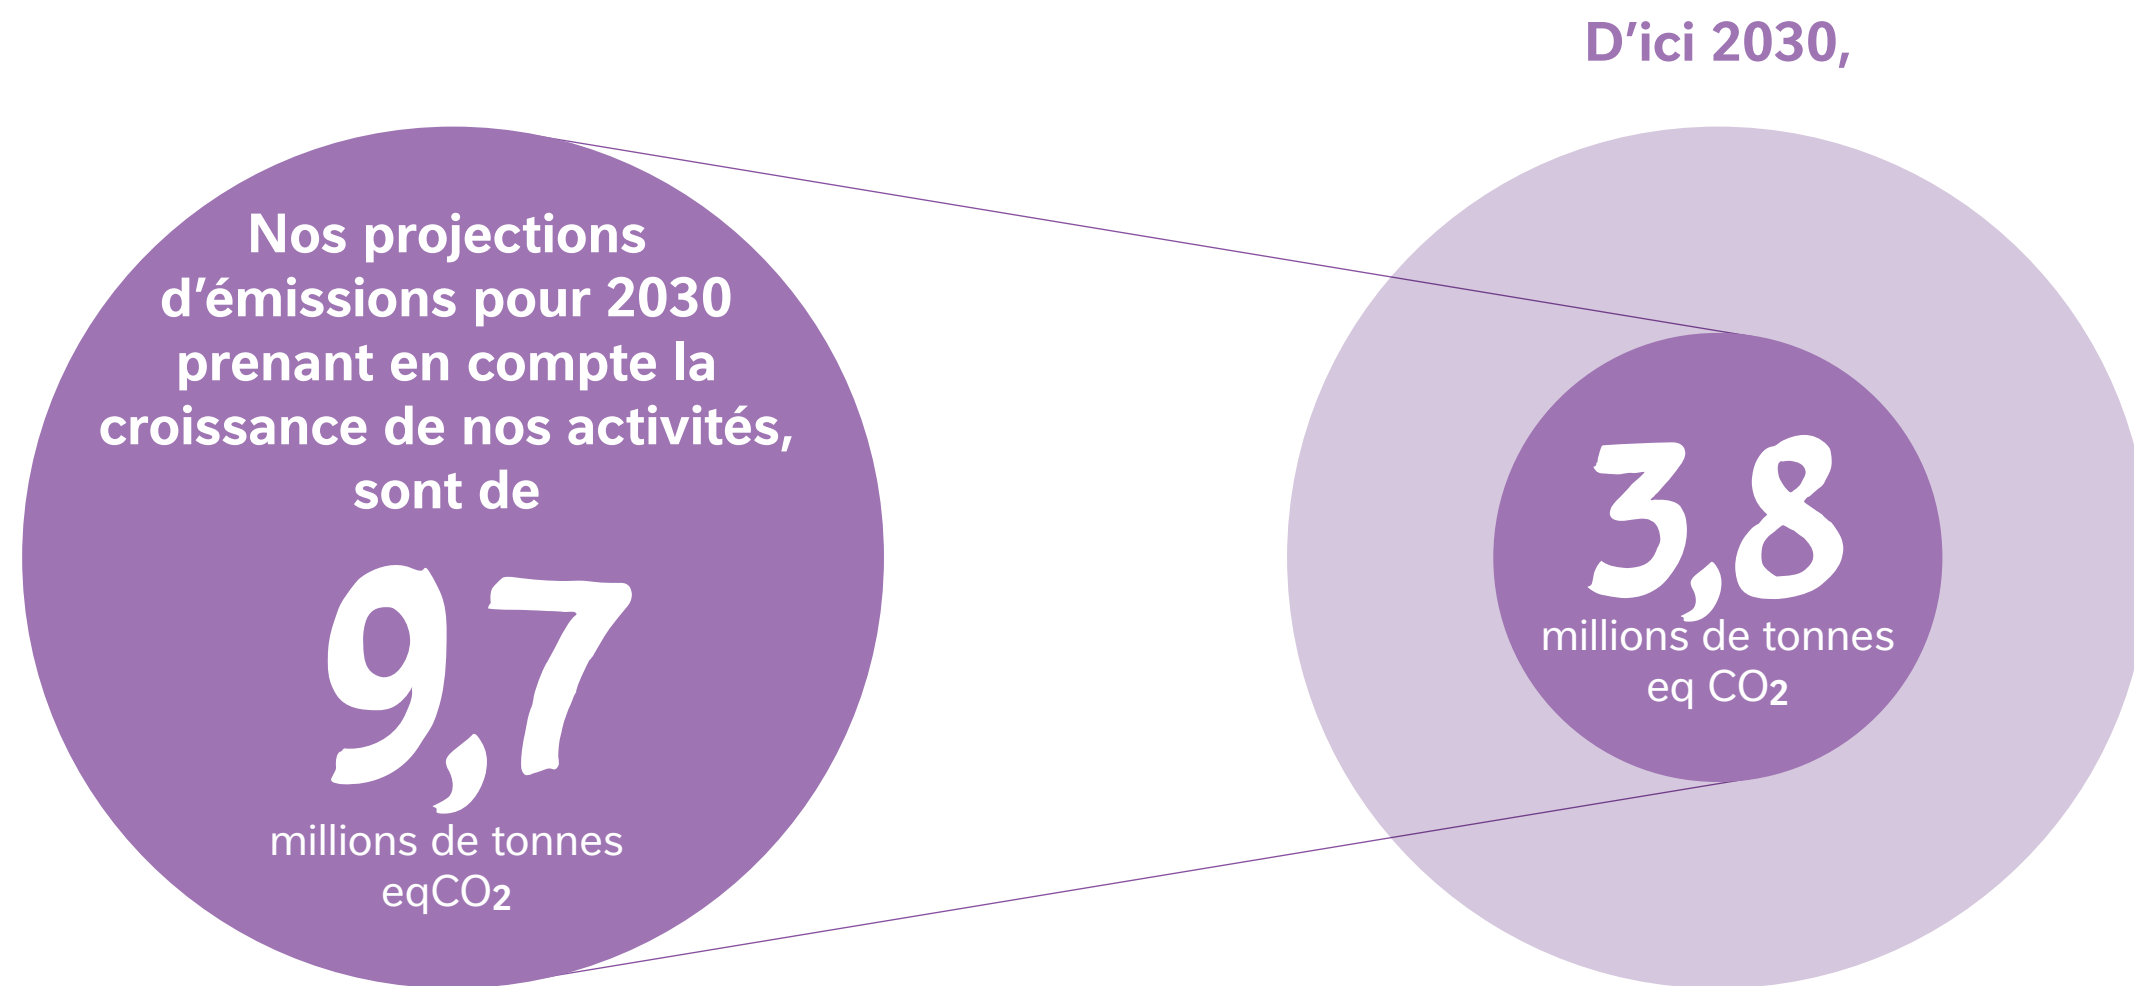 Nos projections
d’émissions pour 2030
prenant en compte la
croissance de nos activités,
sont de
9,7
millions de tonnes
eqCO2
D’ici 2030,
3,8
millions de tonnes
eq CO2